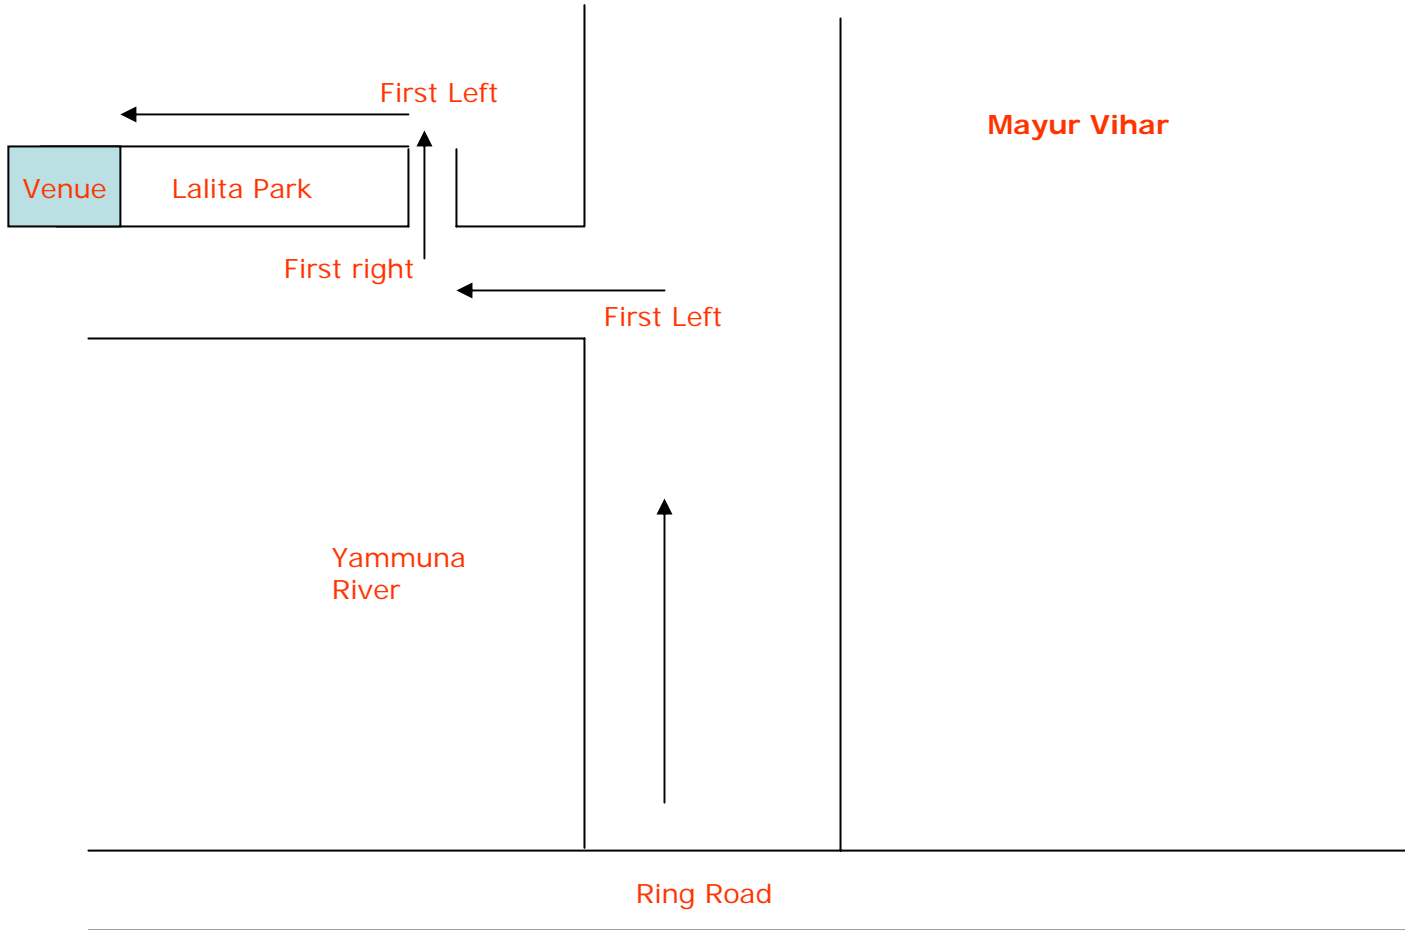 First Left
Mayur Vihar
Venue
Lalita Park
First right
First Left
Yammuna
River
Ring Road